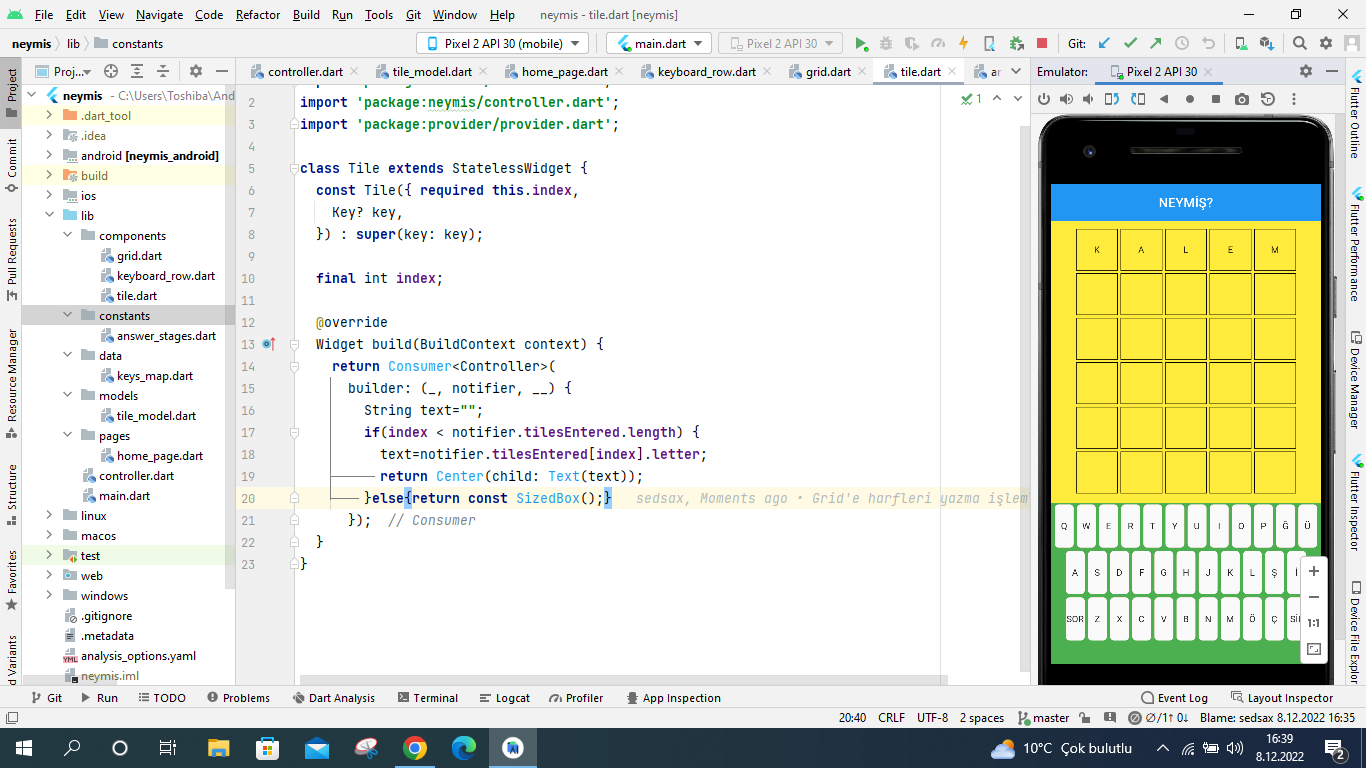 File Edit View Navigate Code Refactor Build Run Tools Git Window Help neymis - tile.dart [neymis]
neymis lib constants Pixel 2 API 30 (mobile) main.dart Pixel 2 API 30 Git:
Proj... controller.dart tile_model.dart home_page.dart keyboard_row.dart grid.dart tile.dart Emulator: Pixel 2 API 30
Project
Commit
Pull Requests
Resource Manager
Structure
Favorites
neymis - C:\Users\Toshiba\And
.dart_tool
.idea
android [neymis_android]
build
ios
lib
components
grid.dart
keyboard_row.dart
tile.dart
constants
answer_stages.dart
data
keys_map.dart
models
tile_model.dart
pages
home_page.dart
controller.dart
main.dart
linux
macos
test
web
windows
.gitignore
.metadata
analysis_options.yaml
neymis.iml
1
2 import 'package:neymis/controller.dart';
3 import 'package:provider/provider.dart';
4
5 class Tile extends StatelessWidget {
6 const Tile({ required this.index,
7 Key? key,
8 }) : super(key: key);
9
10 final int index;
11
12 @override
13 Widget build(BuildContext context) {
14 return Consumer<Controller>(
15 builder: (_, notifier, __) {
16 String text="";
17 if(index < notifier.tilesEntered.length) {
18 text=notifier.tilesEntered[index].letter;
19 return Center(child: Text(text));
20 }else{return const SizedBox();} sedsax, Moments ago • Grid'e harfleri yazma işlem
21 }); // Consumer
22 }
23 }
NEYMİŞ?
K A L E M
Q W E R T Y U I O P Ğ Ü
A S D F G H J K L Ş İ
SOR Z X C V B N M Ö Ç
1:1
Flutter Outline
Flutter Performance
Device Manager
Flutter Inspector
Device File Explor
Git Run TODO Problems Dart Analysis Terminal Logcat Profiler App Inspection Event Log Layout Inspector
20:40 CRLF UTF-8 2 spaces master ∅/1↑ 0↓ Blame: sedsax 8.12.2022 16:35
10°C Çok bulutlu 16:39
8.12.2022 2